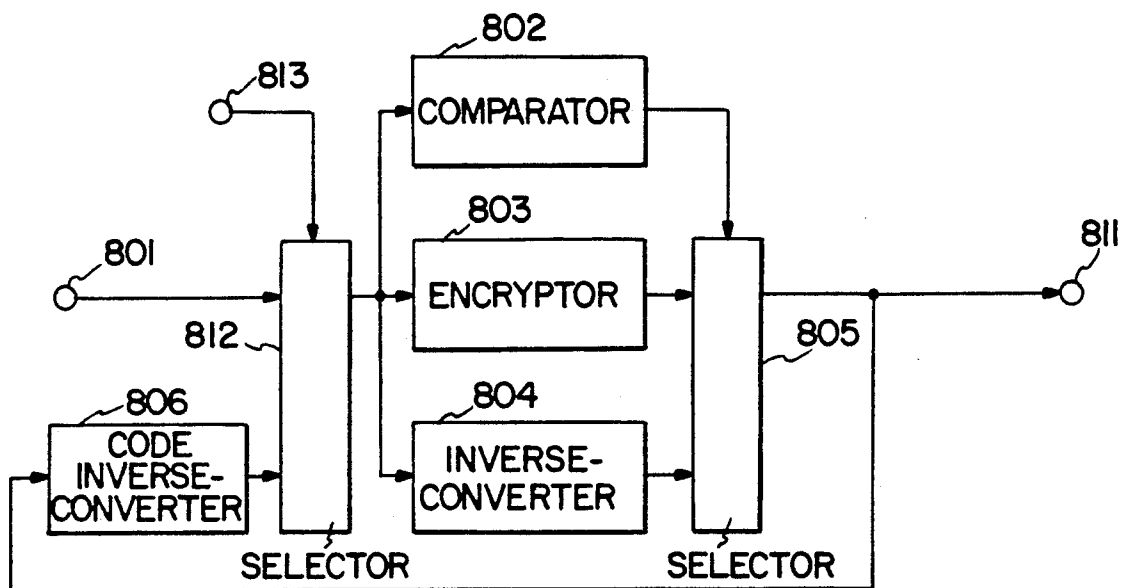 802
813
COMPARATOR
803
801
811
ENCRYPTOR
812
805
806
804
CODE
INVERSE-
CONVERTER
INVERSE-
CONVERTER
SELECTOR
SELECTOR